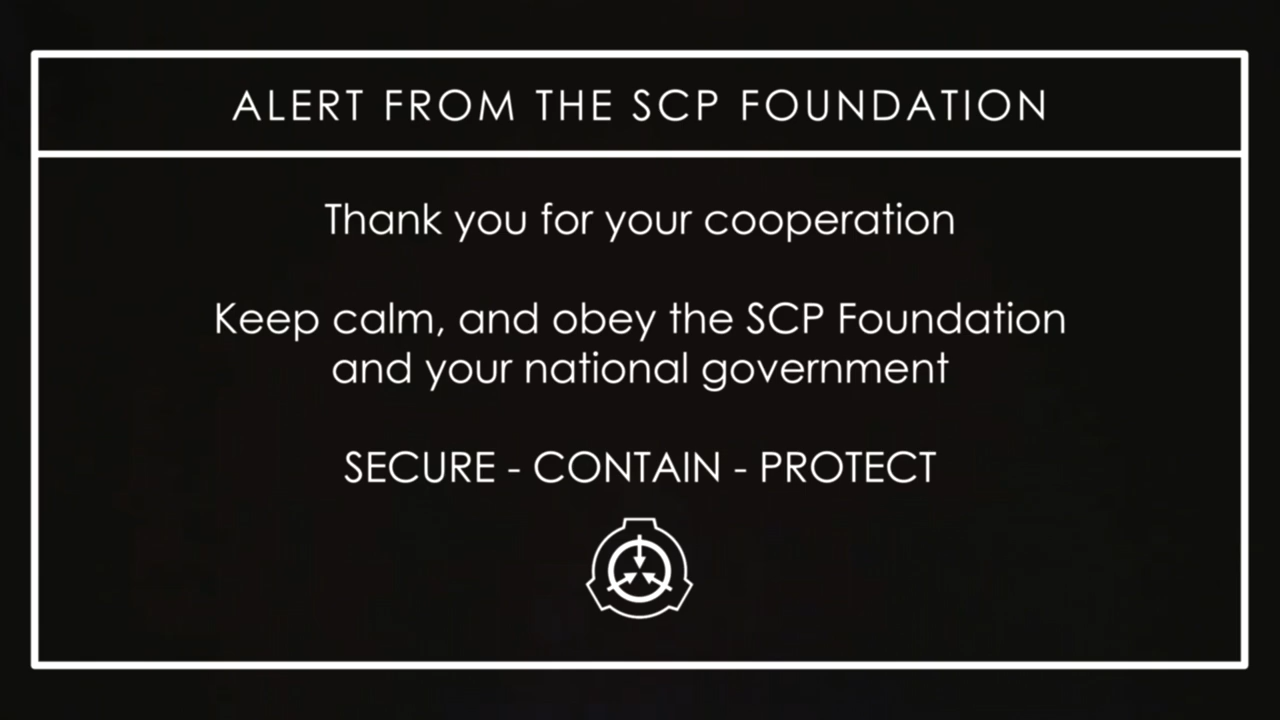 ALERT FROM THE SCP FOUNDATION
Thank you for your cooperation
Keep calm, and obey the SCP Foundation
and your national government
SECURE - CONTAIN - PROTECT